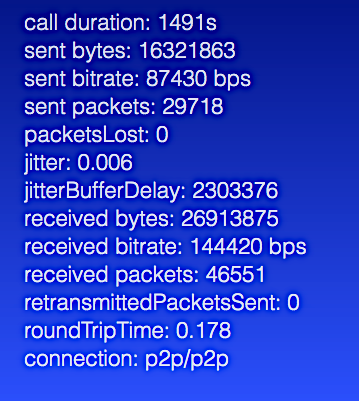 call duration: 1491s
sent bytes: 16321863
sent bitrate: 87430 bps
sent packets: 29718
packetsLost: 0
jitter: 0.006
jitterBufferDelay: 2303376
received bytes: 26913875
received bitrate: 144420 bps
received packets: 46551
retransmittedPacketsSent: 0
roundTripTime: 0.178
connection: p2p/p2p